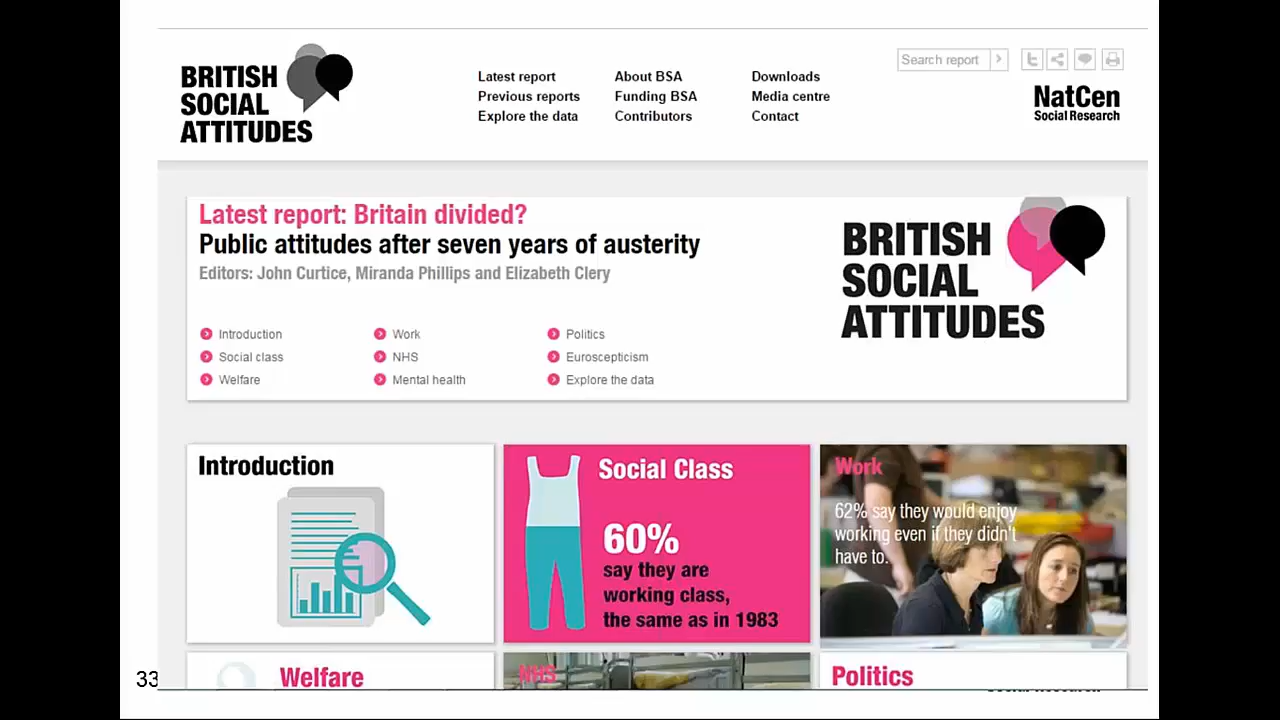 BRITISH
SOCIAL
ATTITUDES
Latest report
Previous reports
Explore the data
About BSA
Funding BSA
Contributors
Downloads
Media centre
Contact
Search report
NatCen
Social Research
Latest report: Britain divided?
Public attitudes after seven years of austerity
Editors: John Curtice, Miranda Phillips and Elizabeth Clery
Introduction
Social class
Welfare
Work
NHS
Mental health
Politics
Euroscepticism
Explore the data
BRITISH
SOCIAL
ATTITUDES
Introduction
Social Class
60%
say they are
working class,
the same as in 1983
Work
62% say they would enjoy
working even if they didn't
have to.
Welfare
NHS
Politics
33